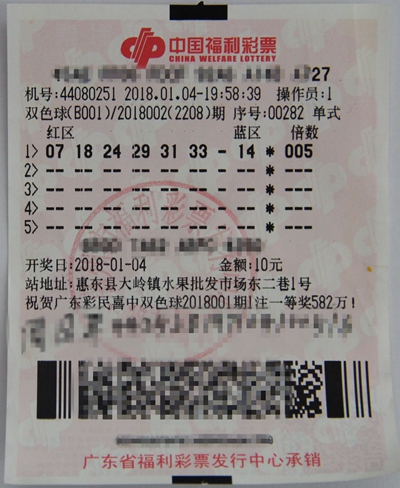 中国福利彩票
CHINA WELFARE LOTTERY
27
机号:44080251 2018.01.04-19:58:39 操作员:1
双色球(B001)/2018002(2208)期 序号:00282 单式
红区 蓝区 倍数
1> 07 18 24 29 31 33 - 14 * 005
2> -- -- -- -- -- -- - -- * ---
3> -- -- -- -- -- -- - -- * ---
4> -- -- -- -- -- -- - -- * ---
5> -- -- -- -- -- -- - -- * ---
福利彩票
开奖日:2018-01-04 金额:10元
站地址:惠东县大岭镇水果批发市场东二巷1号
祝贺广东彩民喜中双色球2018001期1注一等奖582万!
广东省福利彩票发行中心承销